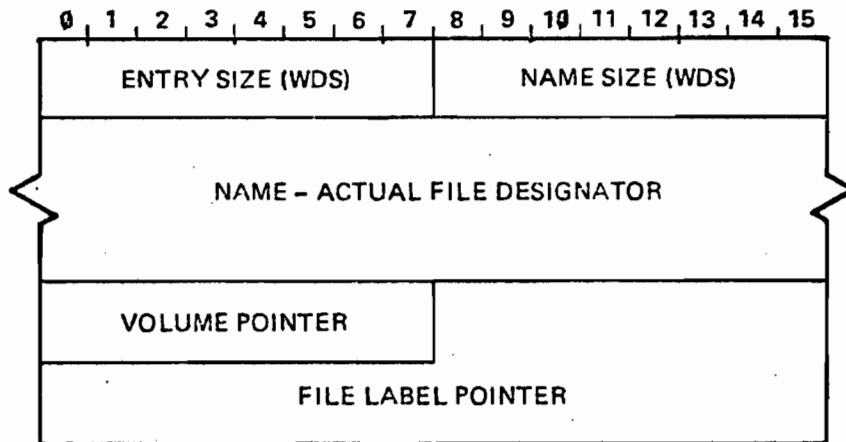 0 1 2 3 4 5 6 7 8 9 10 11 12 13 14 15
ENTRY SIZE (WDS) NAME SIZE (WDS)
NAME – ACTUAL FILE DESIGNATOR
VOLUME POINTER
FILE LABEL POINTER